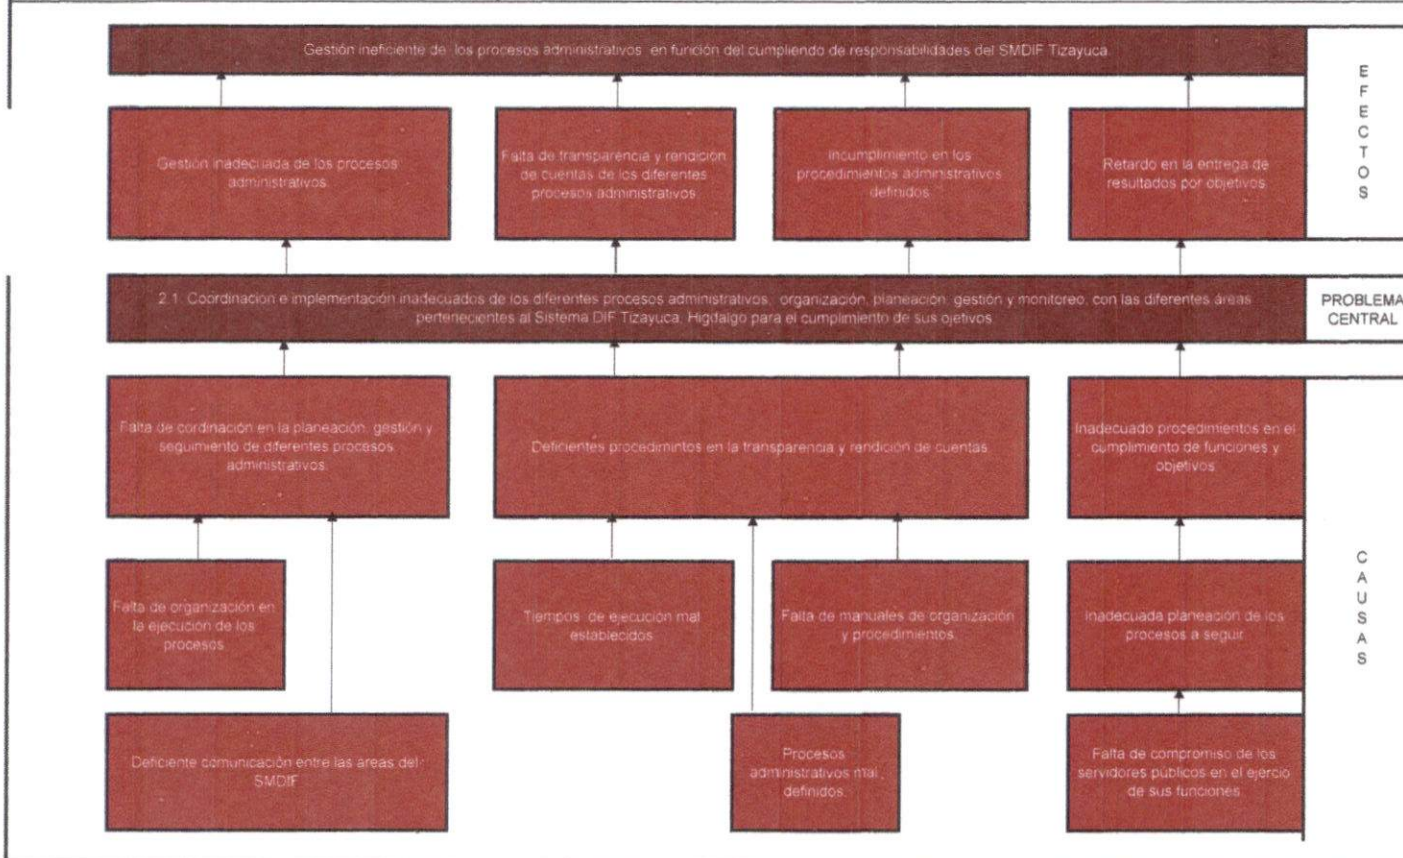 Gestión ineficiente de los procesos administrativos en función del cumpliendo de responsabilidades del SMDIF Tizayuca
Gestión inadecuada de los procesos
administrativos.
Falta de transparencia y rendición
de cuentas de los diferentes
procesos administrativos
Incumplimiento en los
procedimientos administrativos
definidos
Retardo en la entrega de
resultados por objetivos
E
F
E
C
T
O
S
2.1. Coordinacion e implementación inadecuados de los diferentes procesos administrativos, organización, planeación, gestión y monitoreo, con las diferentes áreas
pertenecientes al Sistema DIF Tizayuca, Higdalgo para el cumplimiento de sus ojetivos
PROBLEMA
CENTRAL
Falta de cordinación en la planeación, gestión y
seguimiento de diferentes procesos
administrativos.
Deficientes procedimintos en la transparencia y rendición de cuentas.
Inadecuado procedimientos en el
cumplimiento de funciones y
objetivos
Falta de organización en
la ejecución de los
procesos
Tiempos de ejecución mal
establecidos
Falta de manuales de organización
y procedimientos
Inadecuada planeación de los
procesos a seguir
Deficiente comunicación entre las áreas del
SMDIF
Procesos
administrativos mal
definidos
Falta de compromiso de los
servidores públicos en el ejercio
de sus funciones
C
A
U
S
A
S